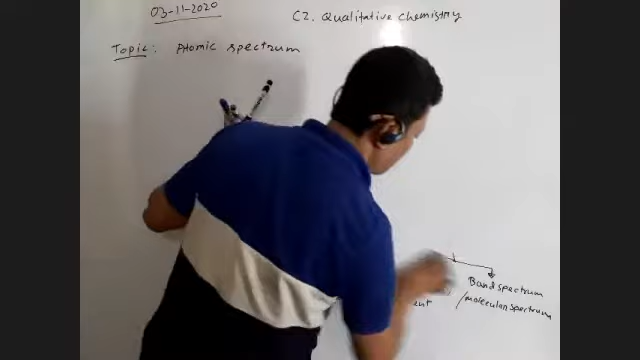 03-11-2020
C2. Qualitative Chemistry
Topic: Atomic spectrum
Band spectrum
/molecular spectrum